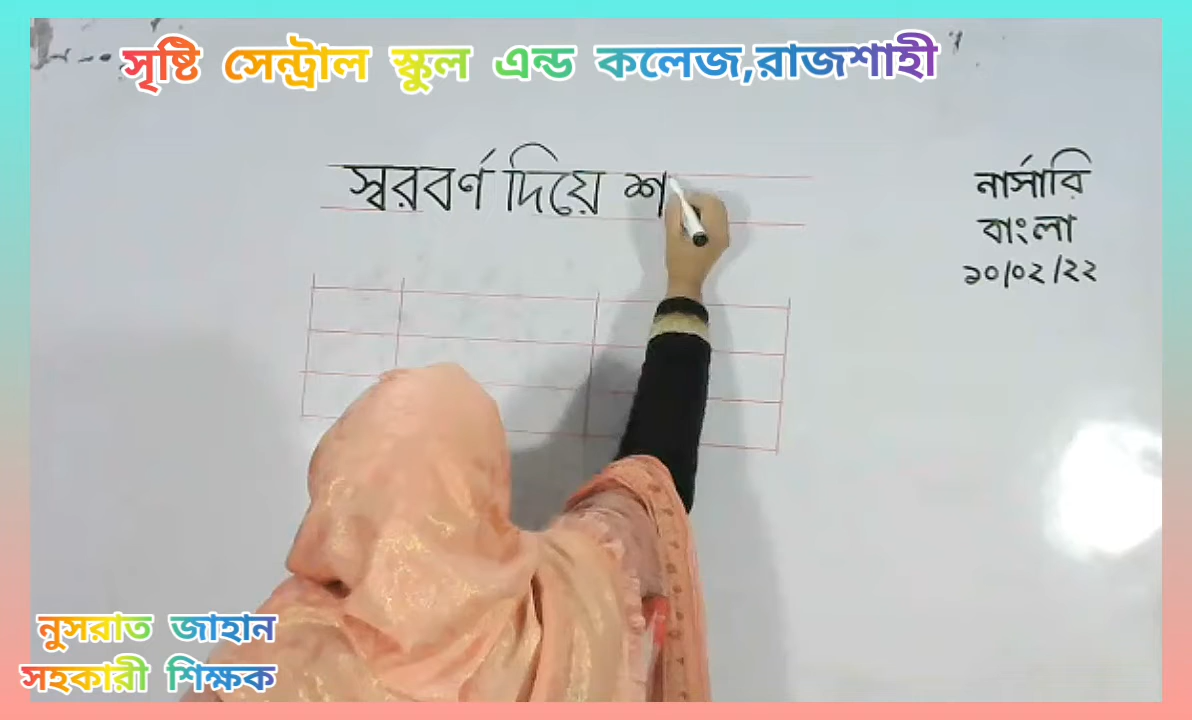 সৃষ্টি সেন্ট্রাল স্কুল এন্ড কলেজ,রাজশাহী
স্বরবর্ণ দিয়ে শ
নার্সারি
বাংলা
১০/০২/২২
নুসরাত জাহান
সহকারী শিক্ষক